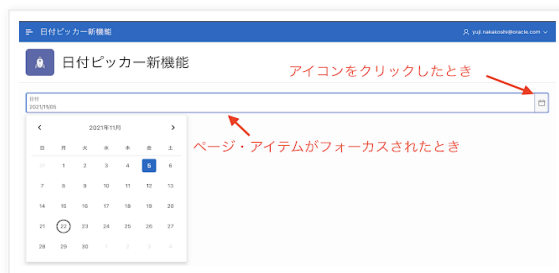 日付ピッカー新機能
yuji.nakakoshi@oracle.com
日付ピッカー新機能
アイコンをクリックしたとき
日付
2021/11/05
ページ・アイテムがフォーカスされたとき
2021年11月
日 月 火 水 木 金 土
31 1 2 3 4 5 6
7 8 9 10 11 12 13
14 15 16 17 18 19 20
21 22 23 24 25 26 27
28 29 30 1 2 3 4